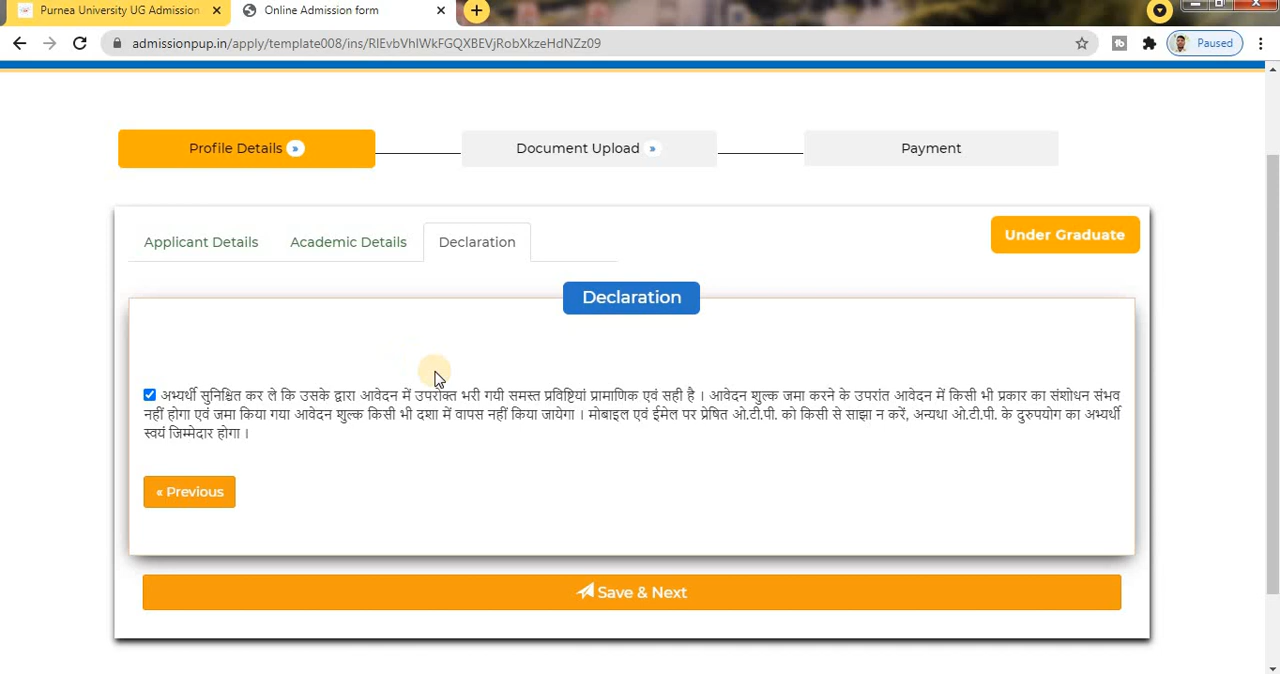 Purnea University UG Admission
Online Admission form
admissionpup.in/apply/template008/ins/RIEvbVhIWkFGQXBEVjRobXkzeHdNZz09
Paused
Profile Details »
Document Upload »
Payment
Applicant Details
Academic Details
Declaration
Under Graduate
Declaration
अभ्यर्थी सुनिश्चित कर ले कि उसके द्वारा आवेदन में उपरोक्त भरी गयी समस्त प्रविष्टियां प्रामाणिक एवं सही है । आवेदन शुल्क जमा करने के उपरांत आवेदन में किसी भी प्रकार का संशोधन संभव
नहीं होगा एवं जमा किया गया आवेदन शुल्क किसी भी दशा में वापस नहीं किया जायेगा । मोबाइल एवं ईमेल पर प्रेषित ओ.टी.पी. को किसी से साझा न करें, अन्यथा ओ.टी.पी. के दुरुपयोग का अभ्यर्थी
स्वयं जिम्मेदार होगा ।
« Previous
Save & Next